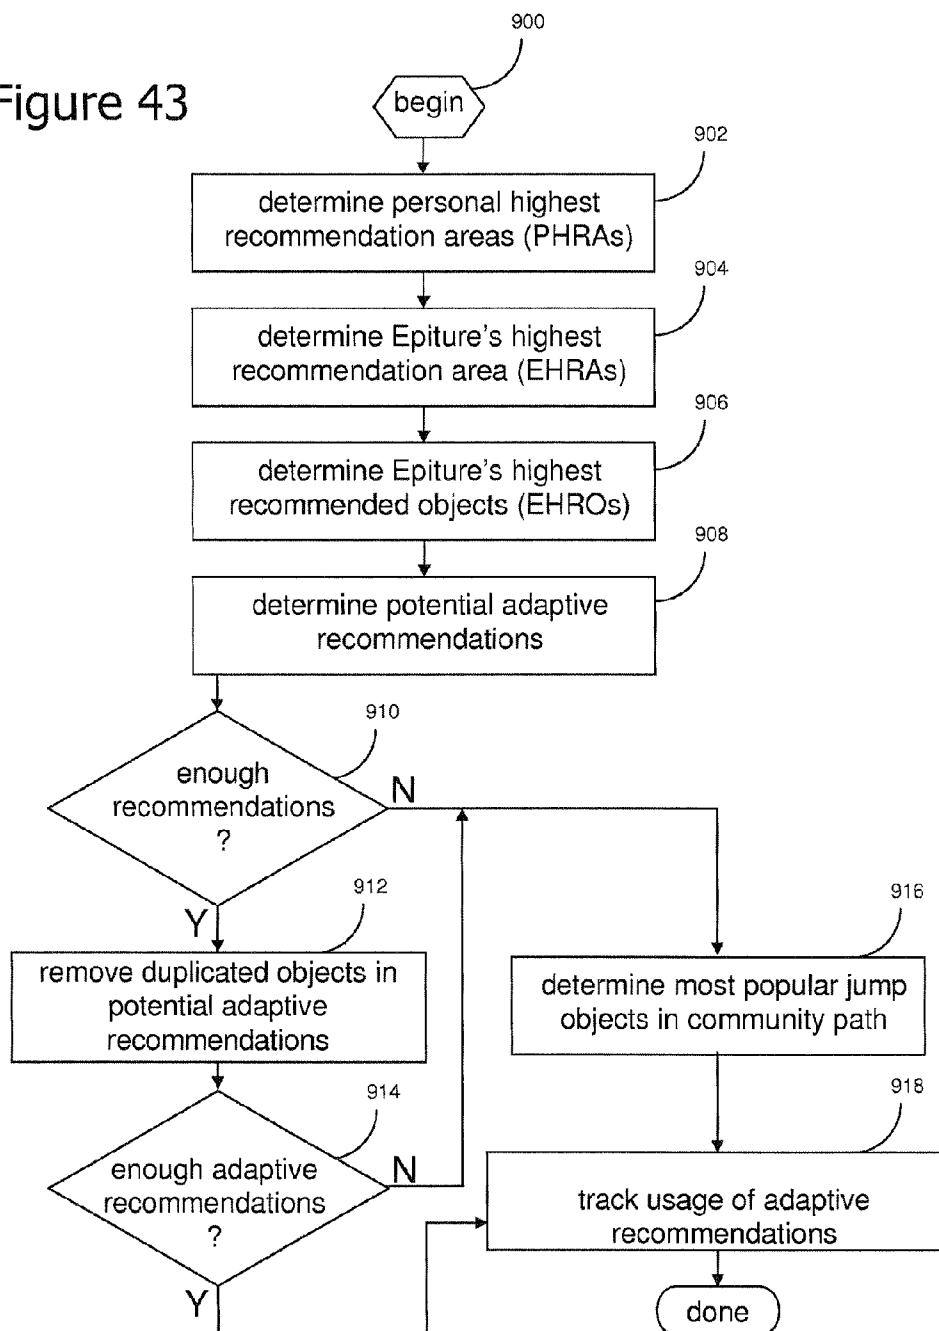 900
Figure 43
begin
902
determine personal highest
recommendation areas (PHRAs)
904
determine Epiture's highest
recommendation area (EHRAs)
906
determine Epiture's highest
recommended objects (EHROs)
908
determine potential adaptive
recommendations
910
enough
recommendations
?
N
Y
912
remove duplicated objects in
potential adaptive
recommendations
916
determine most popular jump
objects in community path
914
enough adaptive
recommendations
?
N
Y
918
track usage of adaptive
recommendations
done